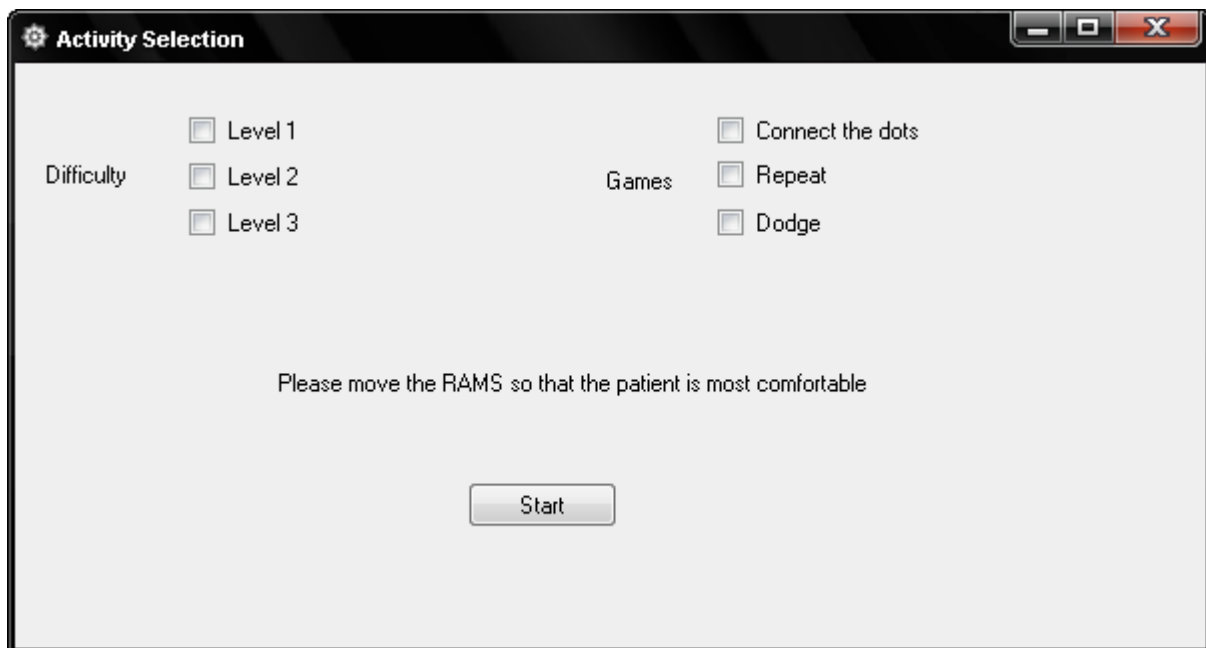 Activity Selection
Level 1
Difficulty
Level 2
Level 3
Connect the dots
Games
Repeat
Dodge
Please move the RAMS so that the patient is most comfortable
Start